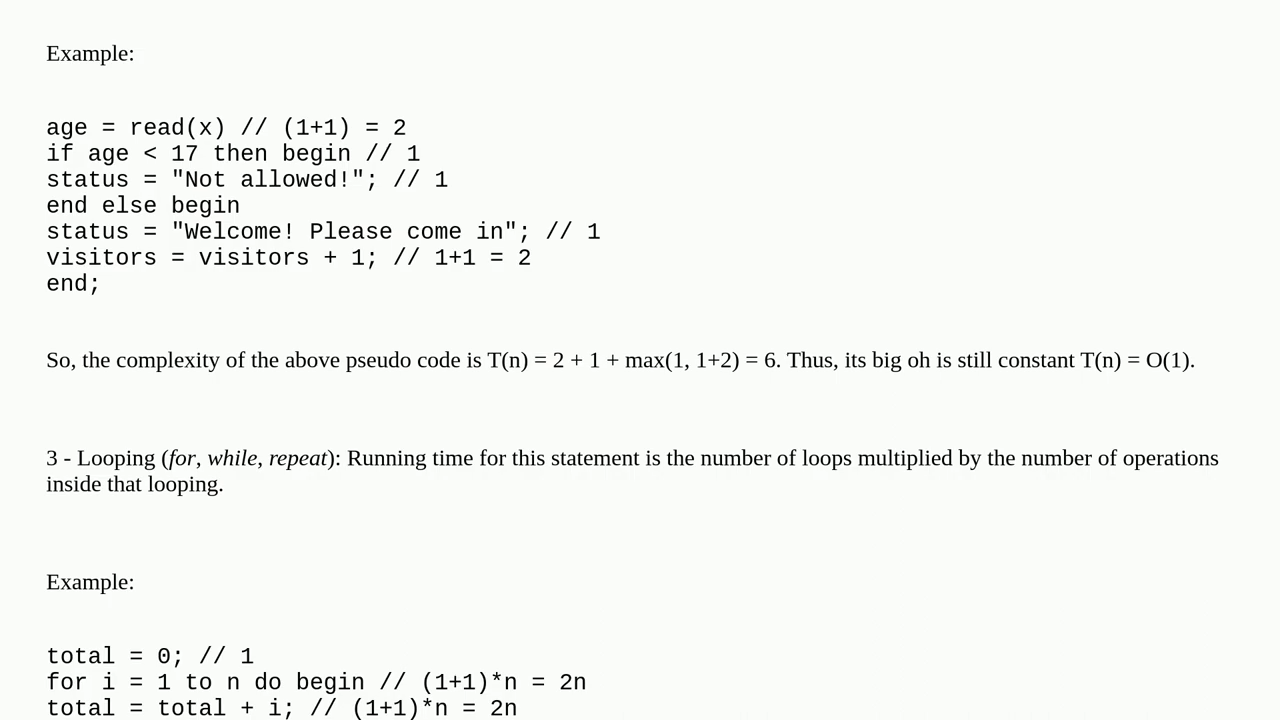 Example:
age = read(x) // (1+1) = 2
if age < 17 then begin // 1
status = "Not allowed!"; // 1
end else begin
status = "Welcome! Please come in"; // 1
visitors = visitors + 1; // 1+1 = 2
end;
So, the complexity of the above pseudo code is T(n) = 2 + 1 + max(1, 1+2) = 6. Thus, its big oh is still constant T(n) = O(1).
3 - Looping (for, while, repeat): Running time for this statement is the number of loops multiplied by the number of operations
inside that looping.
Example:
total = 0; // 1
for i = 1 to n do begin // (1+1)*n = 2n
total = total + i; // (1+1)*n = 2n